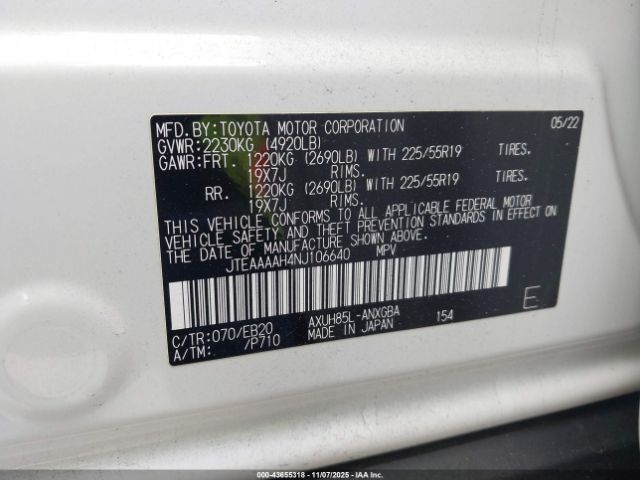 MFD. BY: TOYOTA MOTOR CORPORATION 05/22
GVWR: 2230KG (4920LB)
GAWR: FRT. 1220KG (2690LB) WITH 225/55R19 TIRES.
19X7J RIMS.
RR. 1220KG (2690LB) WITH 225/55R19 TIRES.
19X7J RIMS.
THIS VEHICLE CONFORMS TO ALL APPLICABLE FEDERAL MOTOR
VEHICLE SAFETY AND THEFT PREVENTION STANDARDS IN EFFECT ON
THE DATE OF MANUFACTURE SHOWN ABOVE.
JTEAAAAH4NJ106640 MPV
C/TR: 070/EB20 AXUH85L-ANXGBA 154 E
A/TM: /P710 MADE IN JAPAN
000-43655318 - 11/07/2025 - IAA Inc.